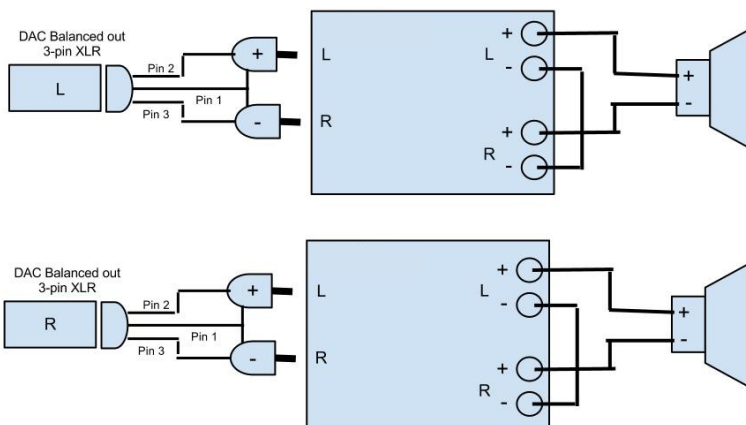 DAC Balanced out
3-pin XLR
Pin 2
L
Pin 1
Pin 3
+
-
L
R
+
L
-
+
R
-
+
-
DAC Balanced out
3-pin XLR
Pin 2
R
Pin 1
Pin 3
+
-
L
R
+
L
-
+
R
-
+
-